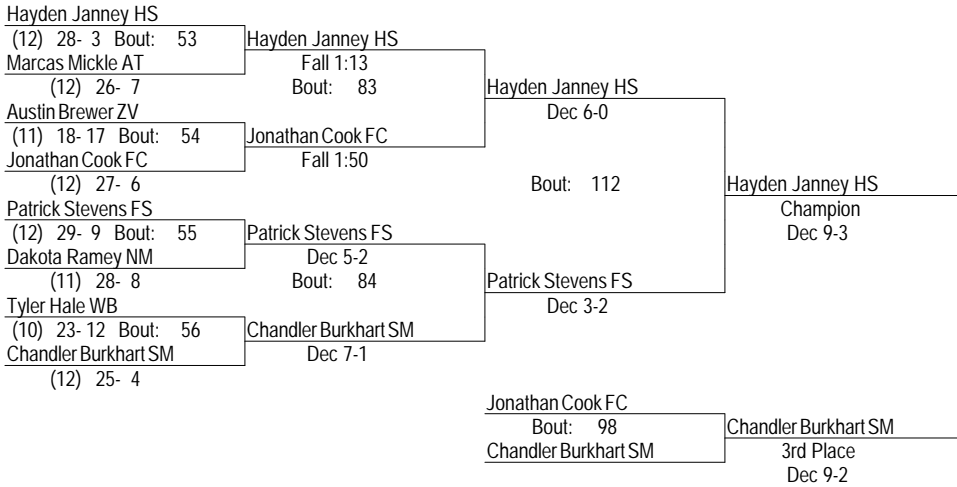 Hayden Janney HS
(12) 28- 3 Bout: 53
Marcas Mickle AT
(12) 26- 7
Austin Brewer ZV
(11) 18- 17 Bout: 54
Jonathan Cook FC
(12) 27- 6
Patrick Stevens FS
(12) 29- 9 Bout: 55
Dakota Ramey NM
(11) 28- 8
Tyler Hale WB
(10) 23- 12 Bout: 56
Chandler Burkhart SM
(12) 25- 4
Hayden Janney HS
Fall 1:13
Bout: 83
Jonathan Cook FC
Fall 1:50
Patrick Stevens FS
Dec 5-2
Bout: 84
Chandler Burkhart SM
Dec 7-1
Hayden Janney HS
Dec 6-0
Bout: 112
Patrick Stevens FS
Dec 3-2
Hayden Janney HS
Champion
Dec 9-3
Jonathan Cook FC
Bout: 98
Chandler Burkhart SM
Chandler Burkhart SM
3rd Place
Dec 9-2